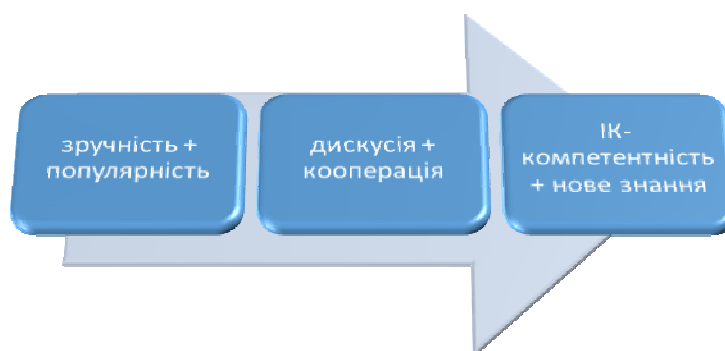 зручність +
популярність
дискусія +
кооперація
ІК-
компетентність
+ нове знання